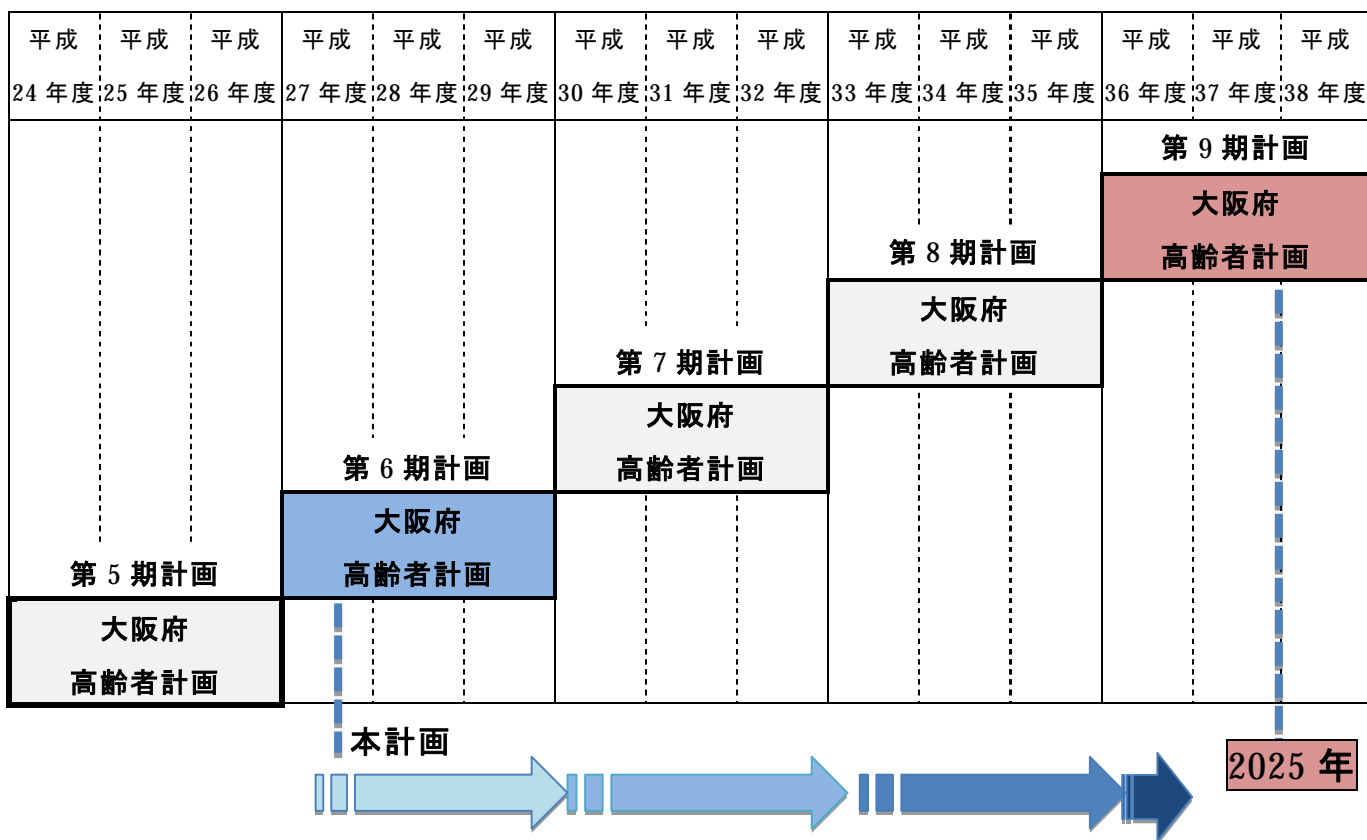 平成 平成 平成 平成 平成 平成 平成 平成 平成 平成 平成 平成 平成 平成 平成
24 年度 25 年度 26 年度 27 年度 28 年度 29 年度 30 年度 31 年度 32 年度 33 年度 34 年度 35 年度 36 年度 37 年度 38 年度
第 9 期計画
大阪府
高齢者計画
第 8 期計画
大阪府
高齢者計画
第 7 期計画
大阪府
高齢者計画
第 6 期計画
大阪府
高齢者計画
第 5 期計画
大阪府
高齢者計画
本計画
2025 年